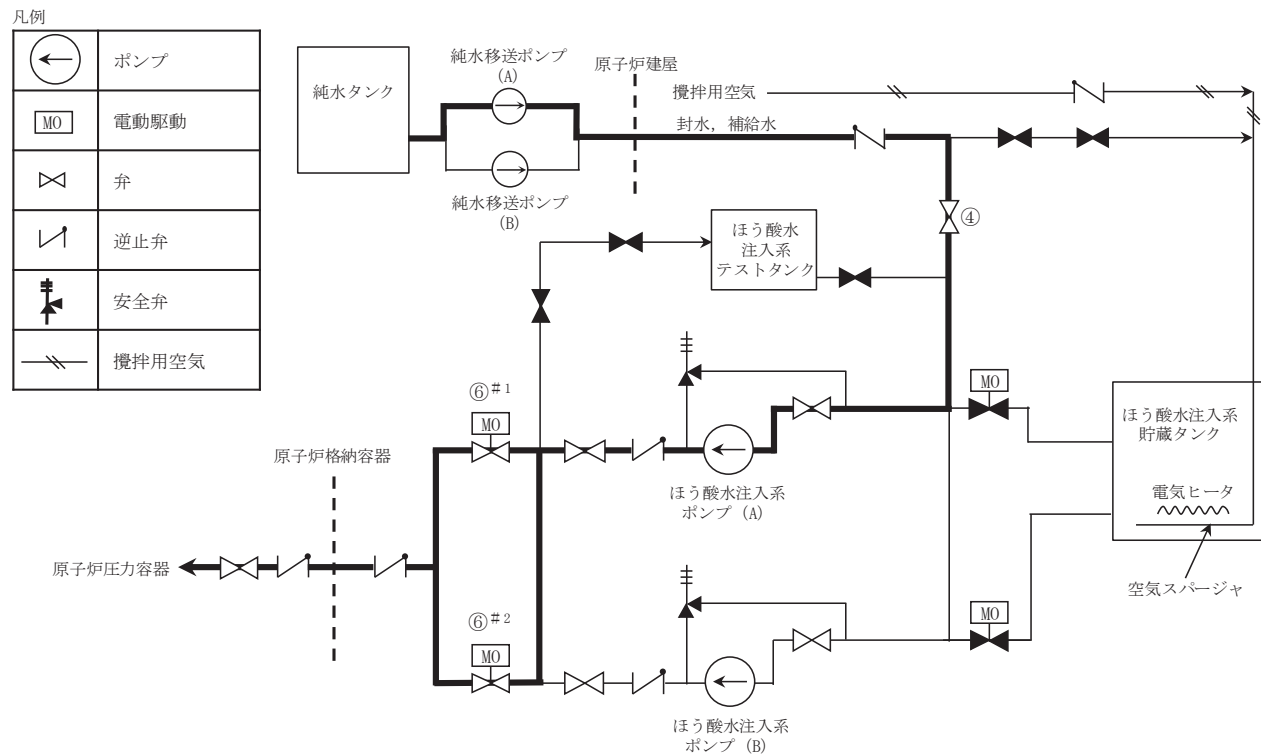 凡例
ポンプ
MO
電動駆動
弁
逆止弁
安全弁
攪拌用空気
純水タンク
純水移送ポンプ
(A)
純水移送ポンプ
(B)
原子炉建屋
攪拌用空気
封水，補給水
④
ほう酸水
注入系
テストタンク
MO
ほう酸水注入系
貯蔵タンク
電気ヒータ
空気スパージャ
⑥#1
MO
原子炉格納容器
ほう酸水注入系
ポンプ (A)
原子炉圧力容器
⑥#2
MO
MO
ほう酸水注入系
ポンプ (B)